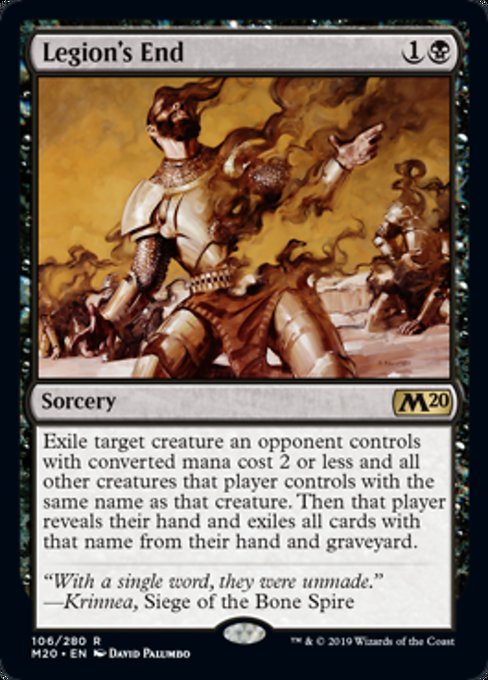 Legion's End 1
Sorcery M20
Exile target creature an opponent controls
with converted mana cost 2 or less and all
other creatures that player controls with the
same name as that creature. Then that player
reveals their hand and exiles all cards with
that name from their hand and graveyard.
“With a single word, they were unmade.”
—Krinnea, Siege of the Bone Spire
106/280 R ™ & © 2019 Wizards of the Coast
M20 • EN DAVID PALUMBO